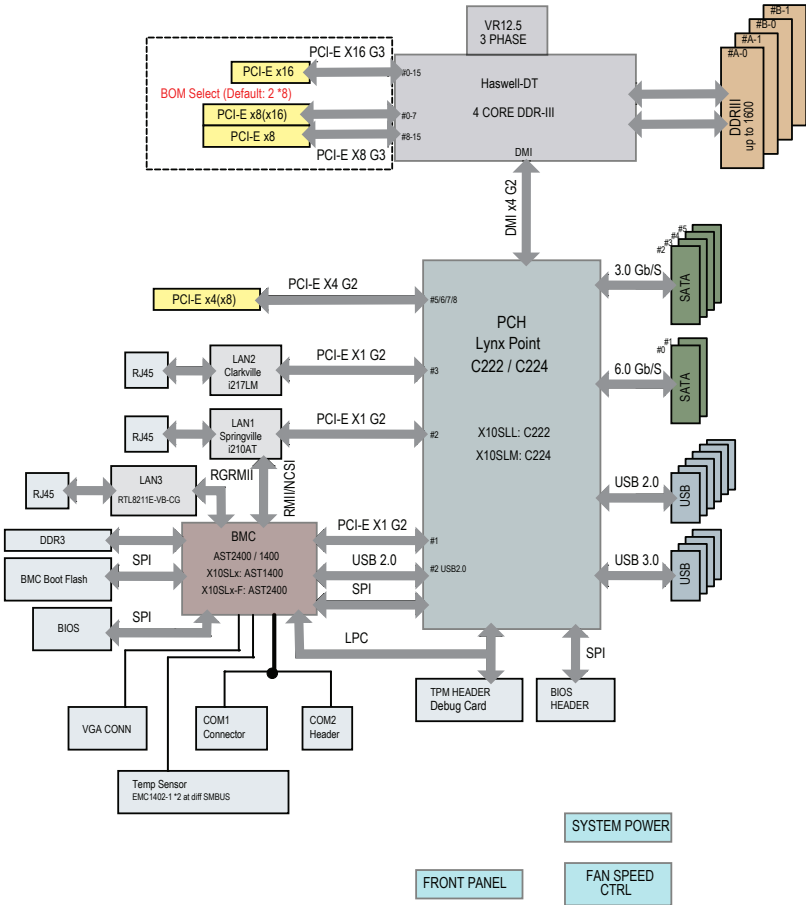 VR12.5
3 PHASE
#B-1
#B-0
#A-1
#A-0
PCI-E X16 G3
PCI-E x16
#0-15
BOM Select (Default: 2 *8)
PCI-E x8(x16)
#0-7
PCI-E x8
#8-15
PCI-E X8 G3
Haswell-DT
4 CORE DDR-III
DMI
DDRIII
up to 1600
DMI x4 G2
PCI-E X4 G2
PCI-E x4(x8)
#5/6/7/8
PCH
Lynx Point
C222 / C224
X10SLL: C222
X10SLM: C224
3.0 Gb/S
#5
#4
#3
#2
SATA
6.0 Gb/S
#1
#0
SATA
RJ45
LAN2
Clarkville
i217LM
PCI-E X1 G2
#3
RJ45
LAN1
Springville
i210AT
PCI-E X1 G2
#2
RJ45
LAN3
RTL8211E-VB-CG
RGRMII
RMII/NCSI
USB 2.0
USB
USB 3.0
USB
DDR3
SPI
BMC Boot Flash
SPI
BIOS
BMC
AST2400 / 1400
X10SLx: AST1400
X10SLx-F: AST2400
PCI-E X1 G2
#1
USB 2.0
#2 USB2.0
SPI
LPC
SPI
TPM HEADER
Debug Card
BIOS
HEADER
VGA CONN
COM1
Connector
COM2
Header
Temp Sensor
EMC1402-1 *2 at diff SMBUS
SYSTEM POWER
FRONT PANEL
FAN SPEED
CTRL